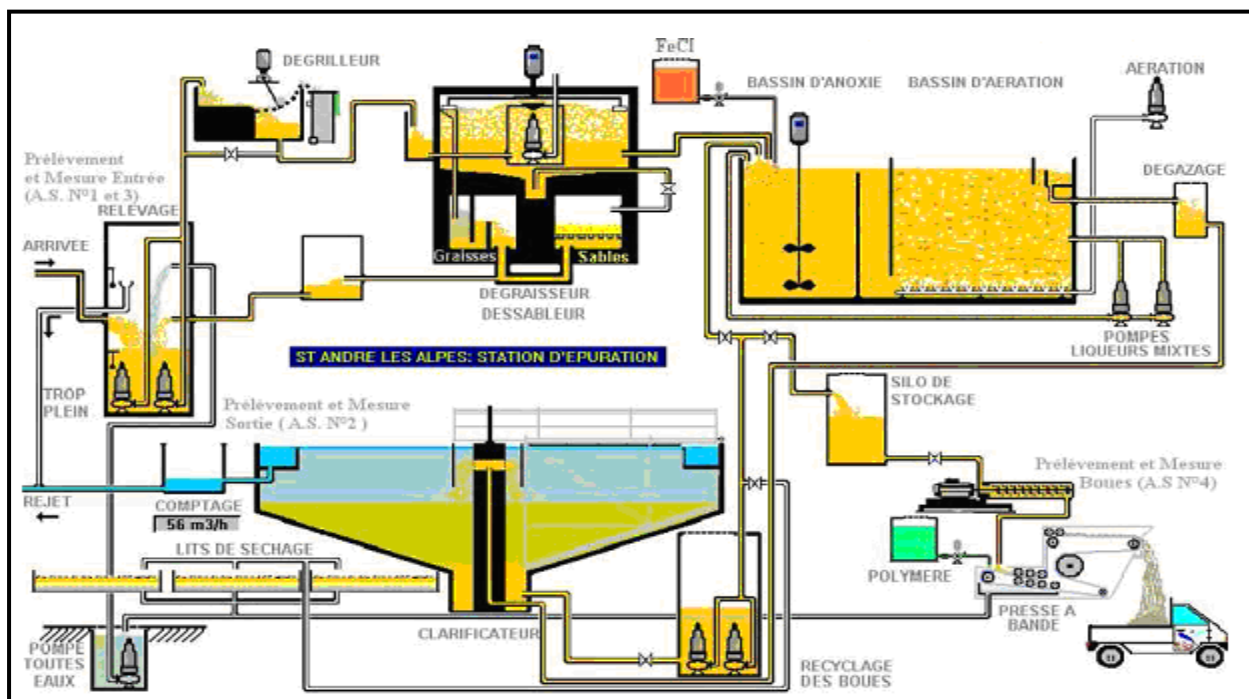 DEGRILLEUR
FeCl
BASSIN D'ANOXIE
BASSIN D'AERATION
AERATION
Prélèvement
et Mesure Entrée
(A.S. N°1 et 3)
RELEVAGE
DEGAZAGE
ARRIVEE
Graisses
Sables
DEGRAISSEUR
DESSABLEUR
POMPES
LIQUEURS MIXTES
ST ANDRE LES ALPES: STATION D'EPURATION
TROP
PLEIN
SILO DE
STOCKAGE
Prélèvement et Mesure
Sortie ( A.S. N°2 )
Prélèvement et Mesure
Boues (A.S N°4)
REJET
COMPTAGE
56 m3/h
LITS DE SECHAGE
POLYMERE
PRESSE A
BANDE
CLARIFICATEUR
POMPE
TOUTES
EAUX
RECYCLAGE
DES BOUES